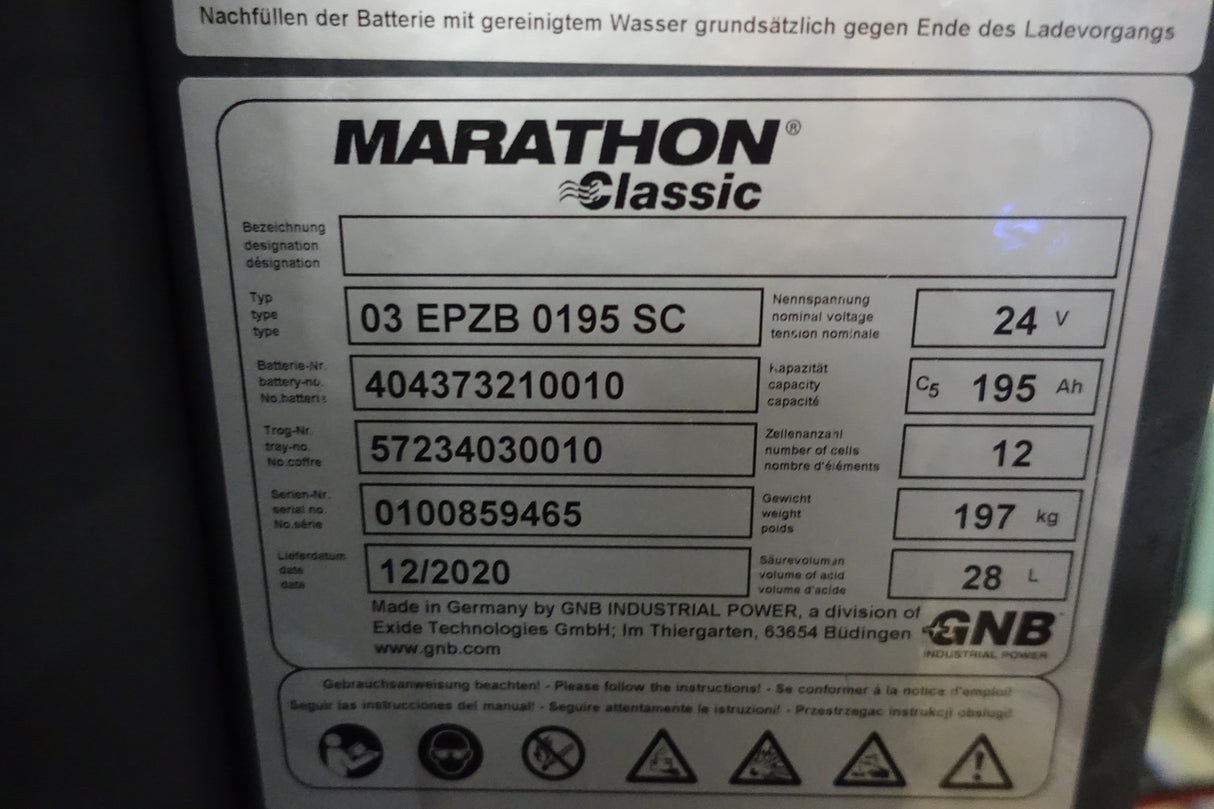 Nachfüllen der Batterie mit gereinigtem Wasser grundsätzlich gegen Ende des Ladevorgangs
MARATHON®
Classic
Bezeichnung
designation
désignation
Typ
type
type
03 EPZB 0195 SC
Nennspannung
nominal voltage
tension nominale
24 V
Batterie-Nr.
battery-no.
No.batterie
404373210010
Kapazität
capacity
capacité
C5 195 Ah
Trog-Nr.
tray-no.
No.coffre
57234030010
Zellenanzahl
number of cells
nombre d'éléments
12
Serien-Nr.
serial no.
No.série
0100859465
Gewicht
weight
poids
197 kg
Lieferdatum
date
date
12/2020
Säurevolumen
volume of acid
volume d'acide
28 L
Made in Germany by GNB INDUSTRIAL POWER, a division of
Exide Technologies GmbH; Im Thiergarten, 63654 Büdingen
www.gnb.com
GNB
INDUSTRIAL POWER
Gebrauchsanweisung beachten! - Please follow the instructions! - Se conformer à la notice d'emploi!
Seguir las instrucciones del manual! - Seguire attentamente le istruzioni! - Przestrzegac instrukcji obslugi!